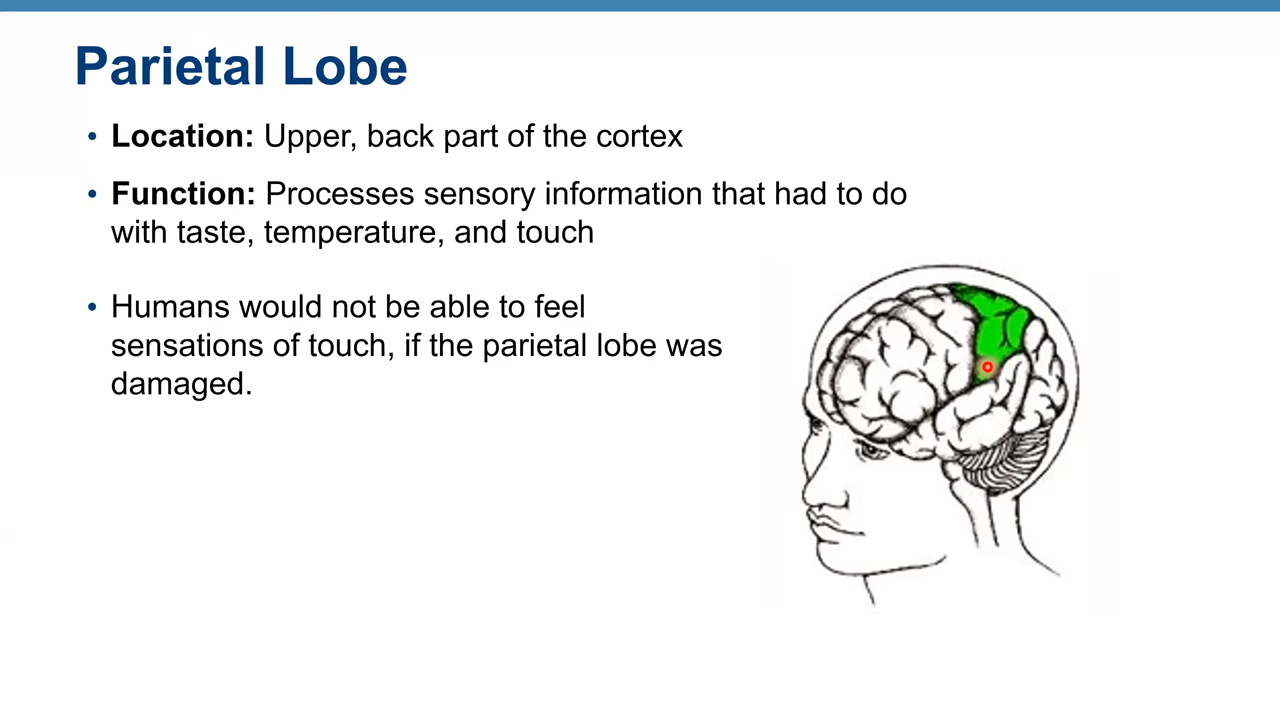 Parietal Lobe
• Location: Upper, back part of the cortex
• Function: Processes sensory information that had to do
with taste, temperature, and touch
• Humans would not be able to feel
sensations of touch, if the parietal lobe was
damaged.